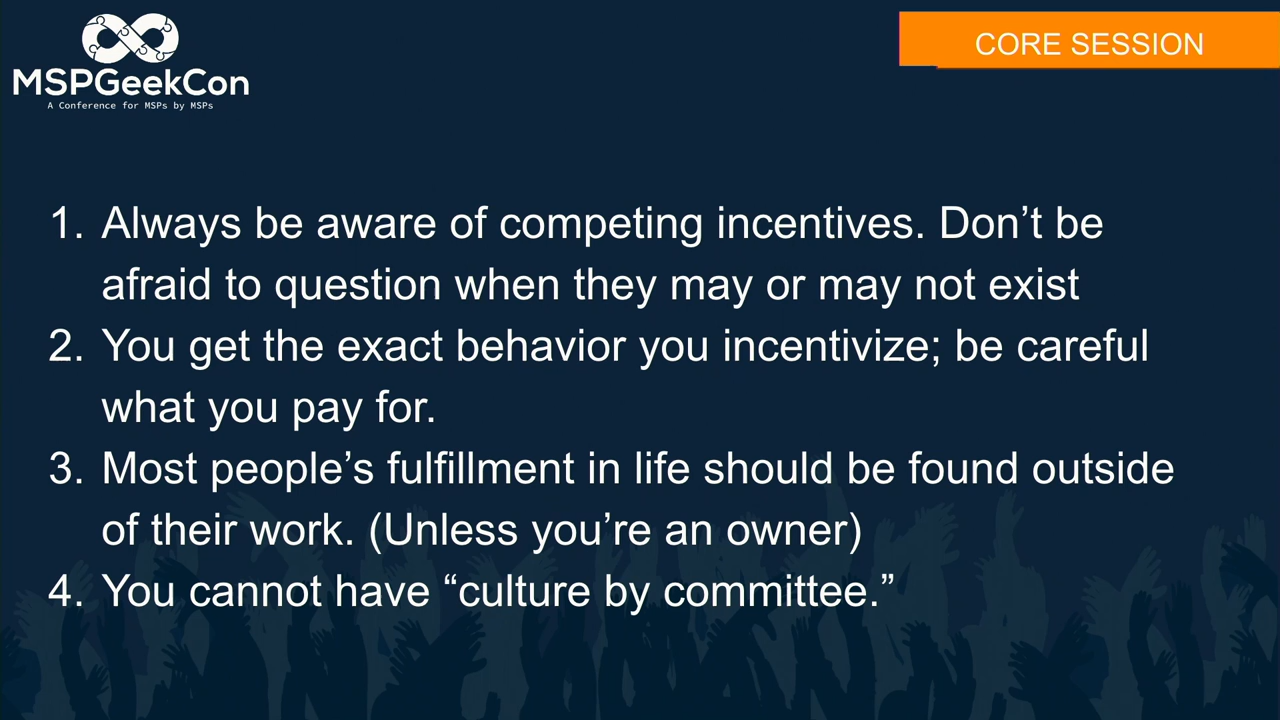 MSPGeekCon
A Conference for MSPs by MSPs
CORE SESSION
1. Always be aware of competing incentives. Don’t be
afraid to question when they may or may not exist
2. You get the exact behavior you incentivize; be careful
what you pay for.
3. Most people’s fulfillment in life should be found outside
of their work. (Unless you’re an owner)
4. You cannot have “culture by committee.”